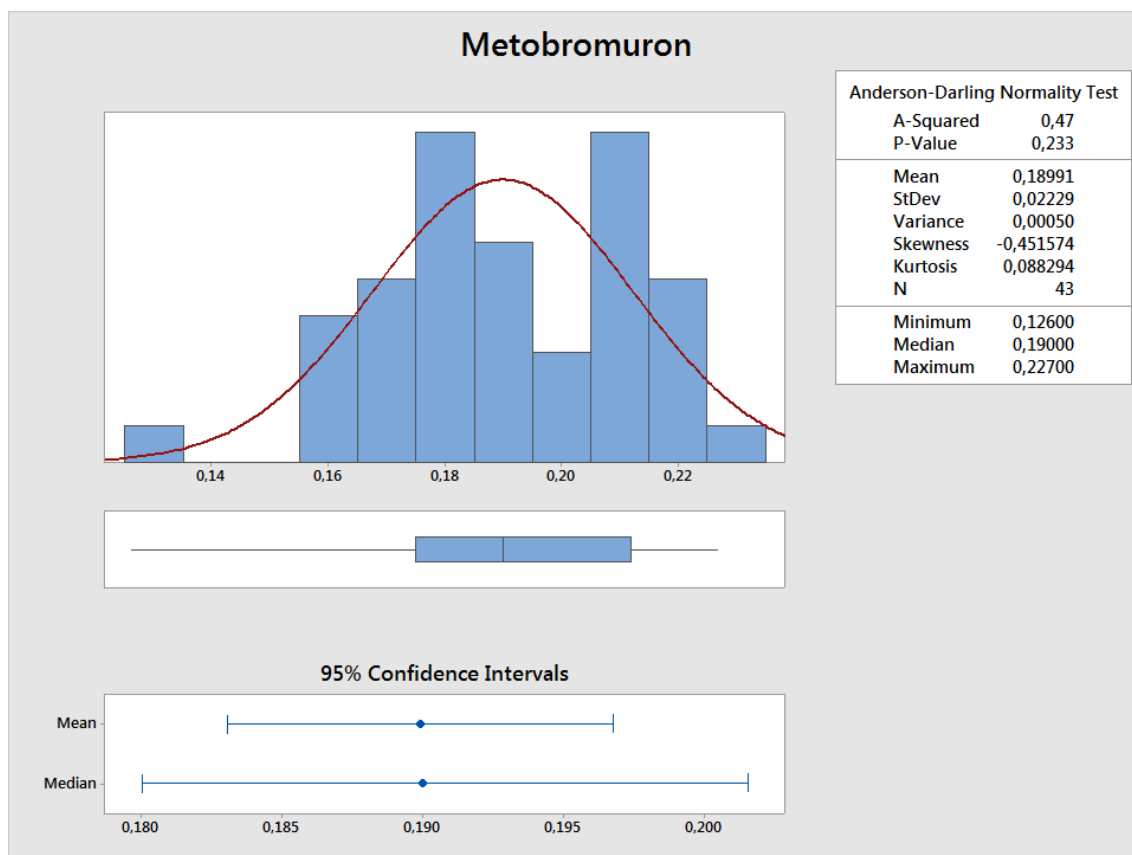 Metobromuron
Anderson-Darling Normality Test
A-Squared 0,47
P-Value 0,233
Mean 0,18991
StDev 0,02229
Variance 0,00050
Skewness -0,451574
Kurtosis 0,088294
N 43
Minimum 0,12600
Median 0,19000
Maximum 0,22700
0,14 0,16 0,18 0,20 0,22
95% Confidence Intervals
Mean
Median
0,180 0,185 0,190 0,195 0,200